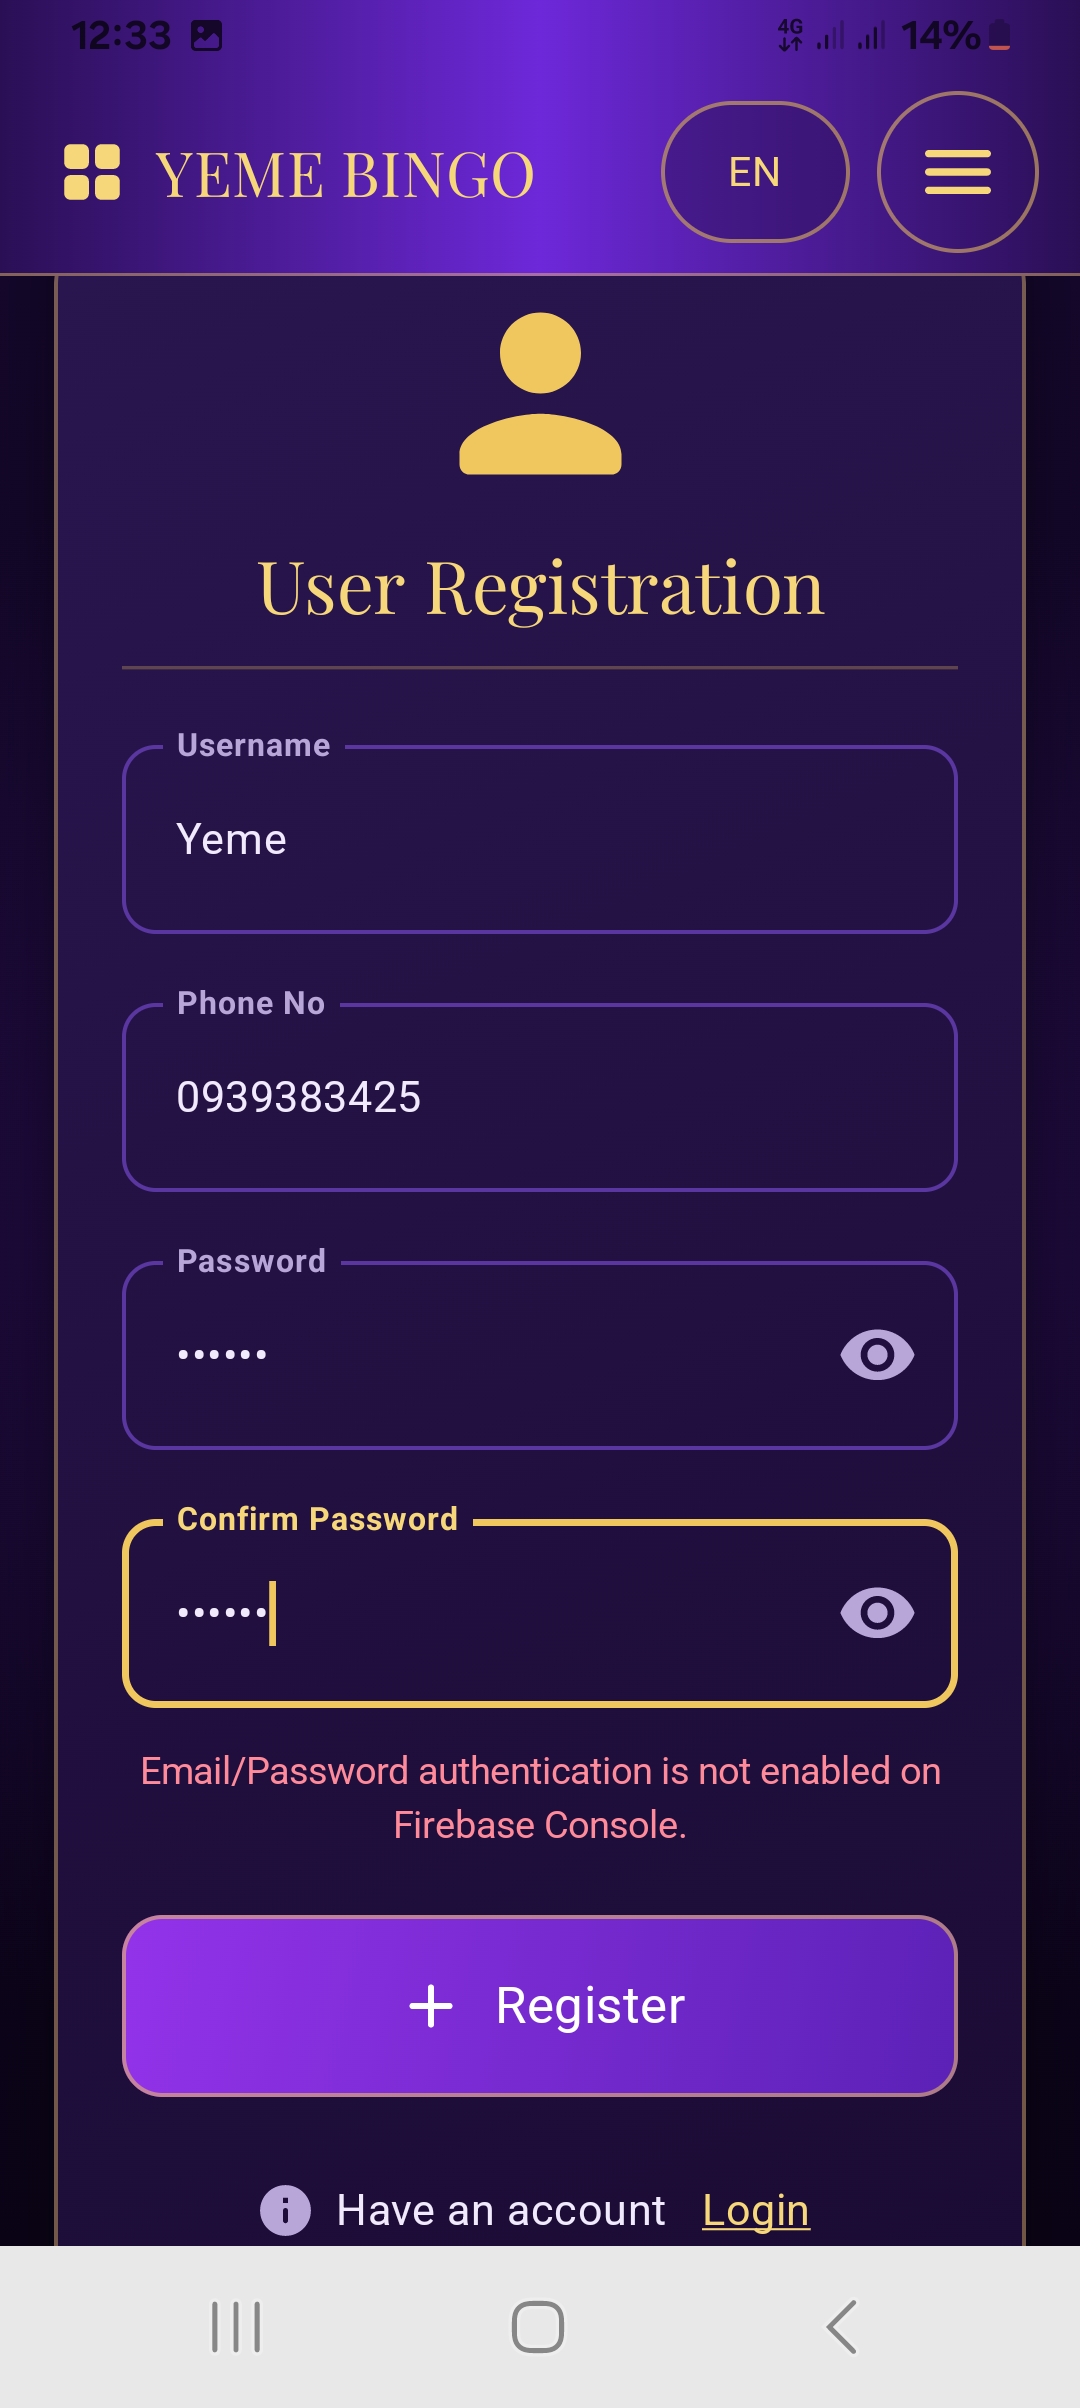 12:33
4G
14%
YEME BINGO
EN
User Registration
Username
Yeme
Phone No
0939383425
Password
••••••
Confirm Password
••••••
Email/Password authentication is not enabled on
Firebase Console.
+ Register
Have an account Login